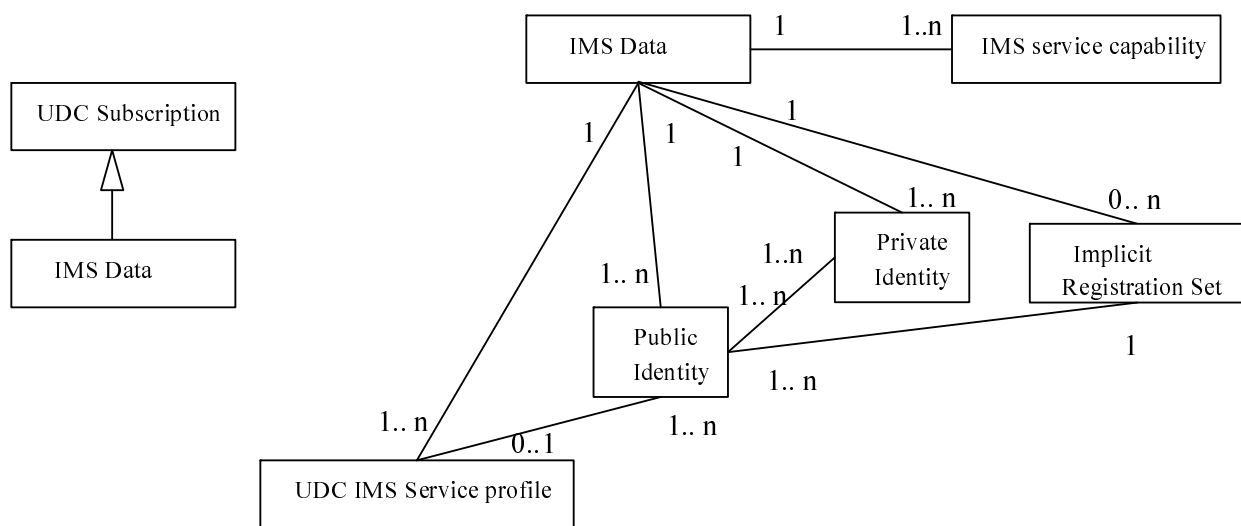 IMS Data
1
1..n
IMS service capability
UDC Subscription
1
1
1
1
IMS Data
1.. n
0.. n
1..n
Private
Identity
Implicit
Registration Set
1.. n
1.. n
Public
Identity
1
1.. n
1.. n
0..1
1.. n
UDC IMS Service profile